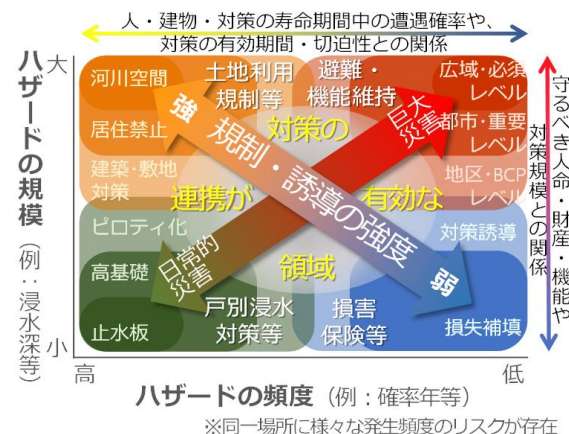 人・建物・対策の寿命期間中の遭遇確率や、
対策の有効期間・切迫性との関係
ハザードの規模（例：浸水深等）
大
小
河川空間
居住禁止
建築・敷地
対策
ピロティ化
高基礎
止水板
土地利用
規制等
避難・
機能維持
広域・必須
レベル
都市・重要
レベル
地区・BCP
レベル
対策誘導
損失補填
戸別浸水
対策等
損害
保険等
対策の
連携が
有効な
領域
強
規制・誘導の強度
弱
巨大
災害
日常的
災害
守るべき人命・財産・機能や
対策規模との関係
高
低
ハザードの頻度（例：確率年等）
※同一場所に様々な発生頻度のリスクが存在